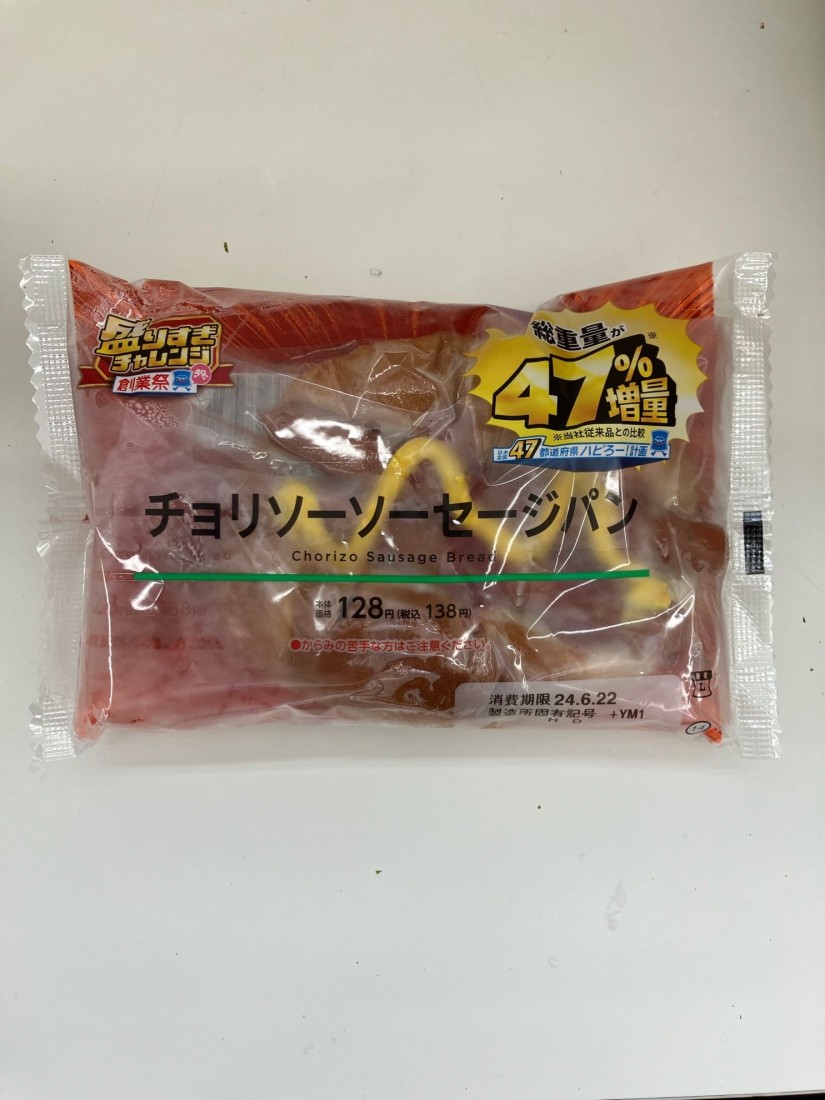 盛りすぎ
チャレンジ
創業祭
総重量が
47%増量※
※当社従来品との比較
47都道府県ハピろー!計画
チョリソーソーセージパン
Chorizo Sausage Bread
本体価格 128円(税込 138円)
●からみの苦手な方はご注意ください。
消費期限 24.6.22
製造所固有記号 +YM1
H D